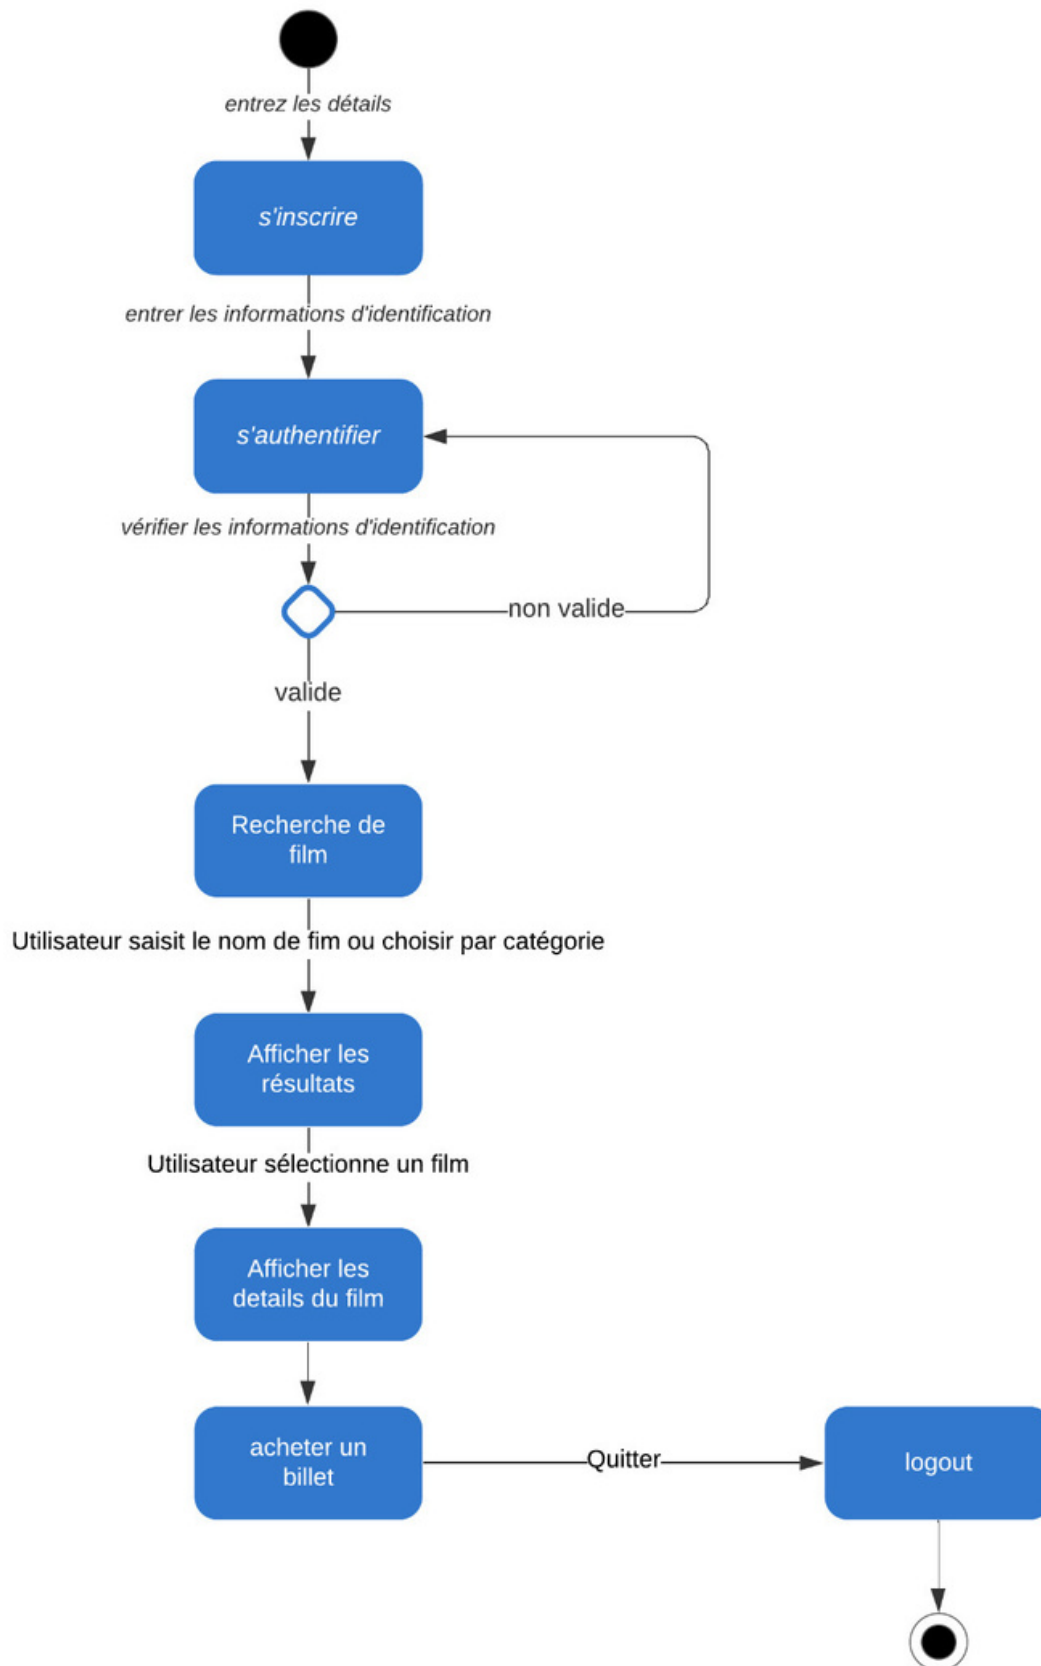 entrez les détails
s'inscrire
entrer les informations d'identification
s'authentifier
vérifier les informations d'identification
non valide
valide
Recherche de
film
Utilisateur saisit le nom de fim ou choisir par catégorie
Afficher les
résultats
Utilisateur sélectionne un film
Afficher les
details du film
acheter un
billet
Quitter
logout